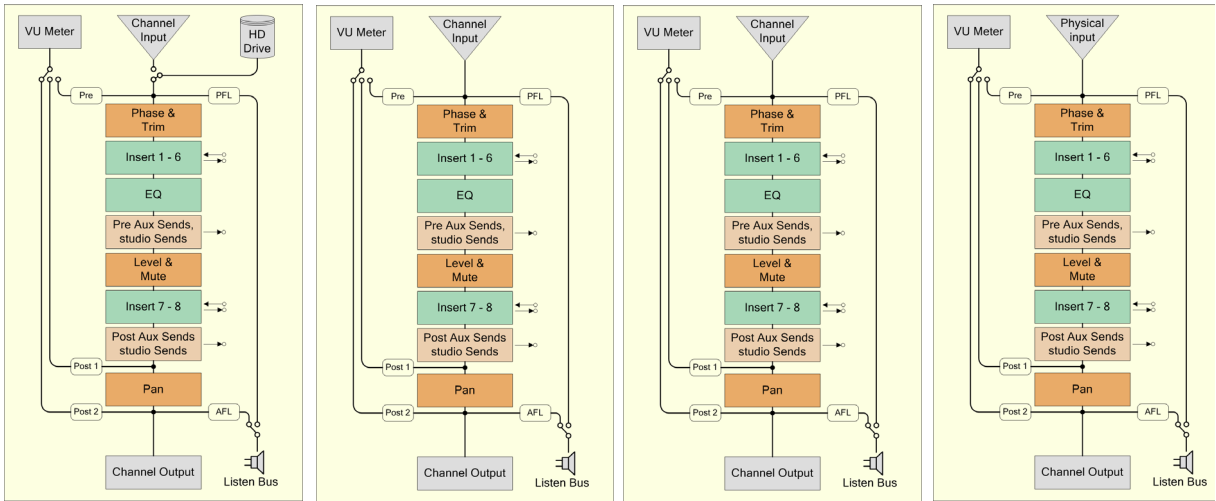 VU Meter
Channel
Input
HD
Drive
Pre
PFL
Phase &
Trim
Insert 1 - 6
EQ
Pre Aux Sends,
studio Sends
Level &
Mute
Insert 7 - 8
Post Aux Sends
studio Sends
Post 1
Pan
Post 2
AFL
Channel Output
Listen Bus
VU Meter
Channel
Input
Pre
PFL
Phase &
Trim
Insert 1 - 6
EQ
Pre Aux Sends,
studio Sends
Level &
Mute
Insert 7 - 8
Post Aux Sends
studio Sends
Post 1
Pan
Post 2
AFL
Channel Output
Listen Bus
VU Meter
Channel
Input
Pre
PFL
Phase &
Trim
Insert 1 - 6
EQ
Pre Aux Sends,
studio Sends
Level &
Mute
Insert 7 - 8
Post Aux Sends
studio Sends
Post 1
Pan
Post 2
AFL
Channel Output
Listen Bus
VU Meter
Physical
input
Pre
PFL
Phase &
Trim
Insert 1 - 6
EQ
Pre Aux Sends,
studio Sends
Level &
Mute
Insert 7 - 8
Post Aux Sends
studio Sends
Post 1
Pan
Post 2
AFL
Channel Output
Listen Bus